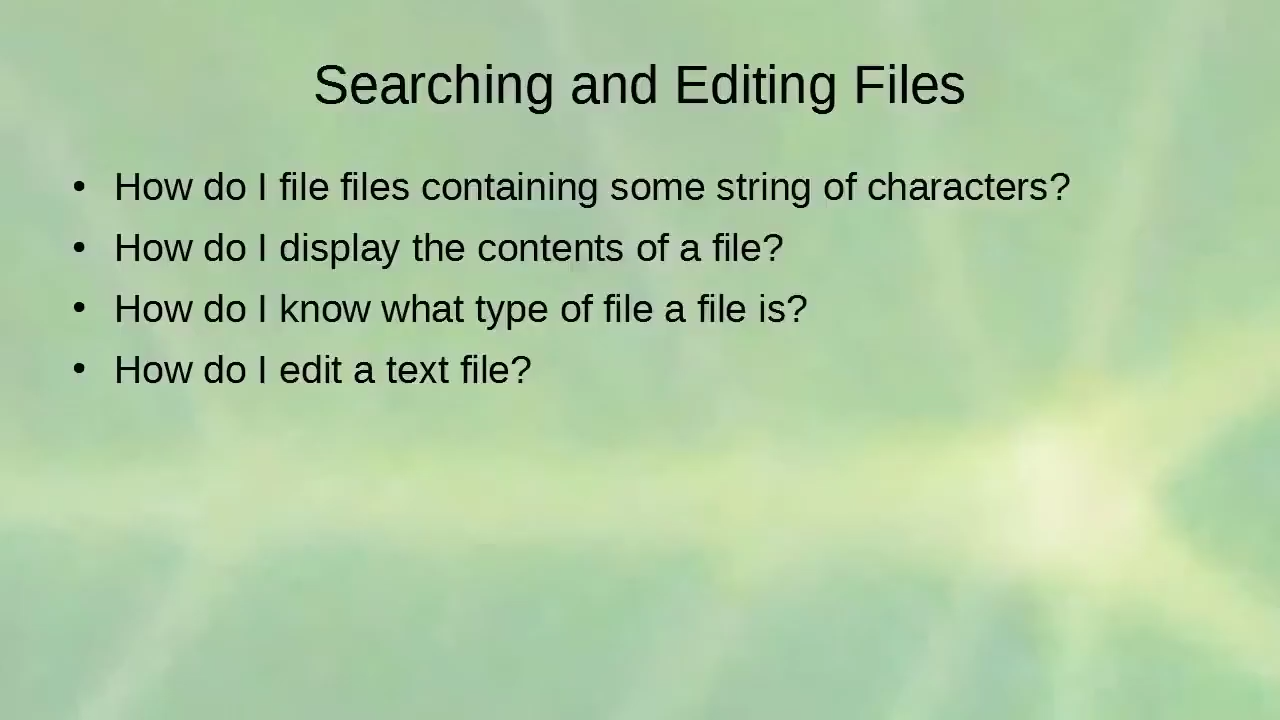 Searching and Editing Files
• How do I file files containing some string of characters?
• How do I display the contents of a file?
• How do I know what type of file a file is?
• How do I edit a text file?